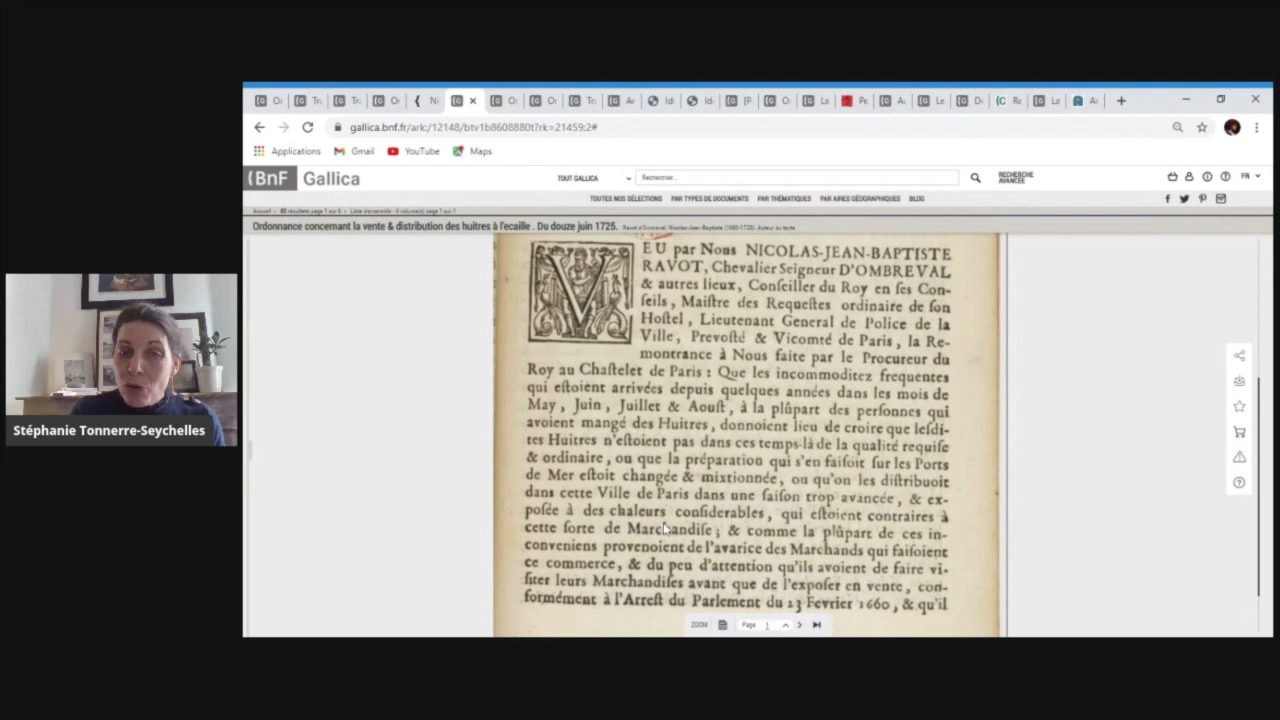 gallica.bnf.fr/ark:/12148/btv1b8608880t?rk=21459;2#
Applications Gmail YouTube Maps
{BnF Gallica
TOUT GALLICA Rechercher... RECHERCHE AVANCÉE FR
TOUTES NOS SÉLECTIONS PAR TYPES DE DOCUMENTS PAR THÉMATIQUES PAR AIRES GÉOGRAPHIQUES BLOG
Ordonnance concernant la vente & distribution des huitres à l'ecaille . Du douze juin 1725.
VEU par Nous NICOLAS-JEAN-BAPTISTE
RAVOT, Chevalier Seigneur D'OMBREVAL
& autres lieux, Conſeiller du Roy en ſes Con-
ſeils, Maiſtre des Requeſtes ordinaire de ſon
Hoſtel, Lieutenant General de Police de la
Ville, Prevoſté & Vicomté de Paris, la Re-
montrance à Nous faite par le Procureur du
Roy au Chaſtelet de Paris : Que les incommoditez frequentes
qui eſtoient arrivées depuis quelques années dans les mois de
May, Juin, Juillet & Aouſt, à la plûpart des perſonnes qui
avoient mangé des Huitres, donnoient lieu de croire que leſdi-
tes Huitres n'eſtoient pas dans ces temps-là de la qualité requiſe
& ordinaire, ou que la préparation qui s'en faiſoit ſur les Ports
de Mer eſtoit changée & mixtionnée, ou qu'on les diſtribuoit
dans cette Ville de Paris dans une ſaiſon trop avancée, & ex-
poſée à des chaleurs conſiderables, qui eſtoient contraires à
cette ſorte de Marchandiſe ; & comme la plûpart de ces in-
conveniens provenoient de l'avarice des Marchands qui faiſoient
ce commerce, & du peu d'attention qu'ils avoient de faire vi-
ſiter leurs Marchandiſes avant que de l'expoſer en vente, con-
formément à l'Arreſt du Parlement du 23 Fevrier 1660, & qu'il
ZOOM Page 1
Stéphanie Tonnerre-Seychelles